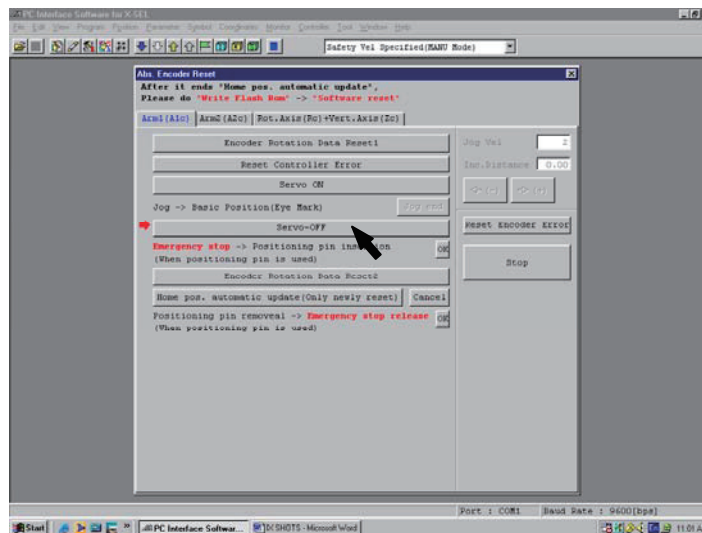 PC Interface Software for X-SEL
File Edit View Program Position Parameter Symbol Coordinate Monitor Controller Tool Window Help
Safety Vel Specified(MANU Mode)
Abs. Encoder Reset
After it ends "Home pos. automatic update",
Please do "Write Flash Rom" -> "Software reset"
Arm1(A1c) Arm2(A2c) Rot.Axis(Rc)+Vert.Axis(Zc)
Encoder Rotation Data Reset1
Jog Vel 2
Reset Controller Error
Inc.Distance 0.00
Servo ON
<>(-) <>(+)
Jog -> Basic Position(Eye Mark) Jog end
Servo-OFF
Reset Encoder Error
Emergency stop -> Positioning pin OK
(When positioning pin is used)
Stop
Encoder Rotation Data Reset2
Home pos. automatic update(Only newly reset) Cancel
Positioning pin removeal -> Emergency stop release OK
(When positioning pin is used)
Port : COM1 Baud Rate : 9600[bps]
Start PC Interface Softwar... IX SHOTS - Microsoft Word 11:01 A